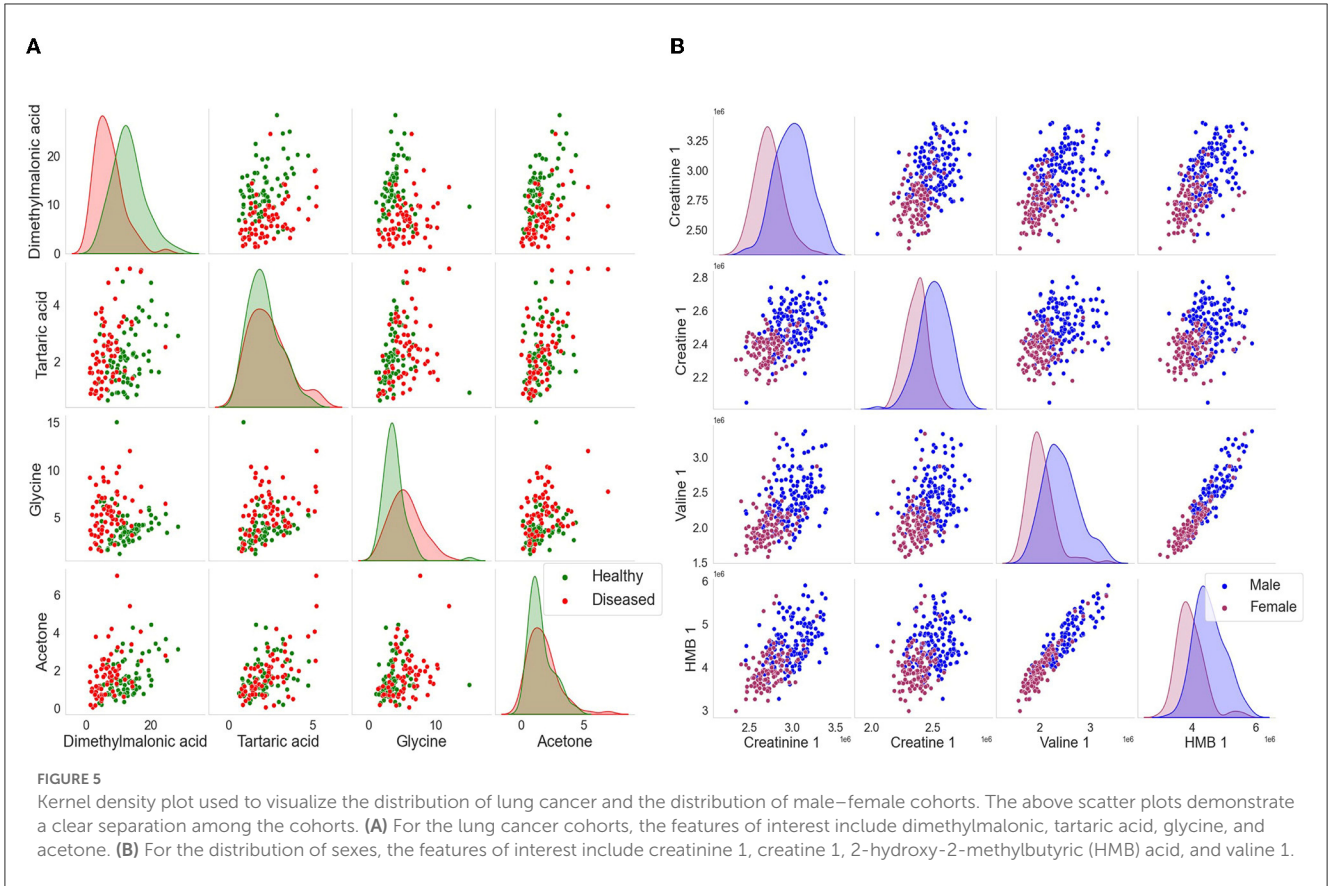 A
B
Dimethylmalonic acid
20
10
0
Tartaric acid
4
2
Glycine
15
10
5
Acetone
6
4
2
0
0 20
0 5
0 10
0 5
Dimethylmalonic acid
Tartaric acid
Glycine
Acetone
Healthy
Diseased
1e6
Creatinine 1
3.25
3.00
2.75
2.50
1e6
Creatine 1
2.8
2.6
2.4
2.2
1e6
Valine 1
3.0
2.5
2.0
1.5
1e6
HMB 1
6
5
4
3
2.5 3.0 3.5
2.0 2.5
2 3
4 6
Creatinine 1 1e6
Creatine 1 1e6
Valine 1 1e6
HMB 1 1e6
Male
Female
FIGURE 5
Kernel density plot used to visualize the distribution of lung cancer and the distribution of male–female cohorts. The above scatter plots demonstrate
a clear separation among the cohorts. (A) For the lung cancer cohorts, the features of interest include dimethylmalonic, tartaric acid, glycine, and
acetone. (B) For the distribution of sexes, the features of interest include creatinine 1, creatine 1, 2-hydroxy-2-methylbutyric (HMB) acid, and valine 1.